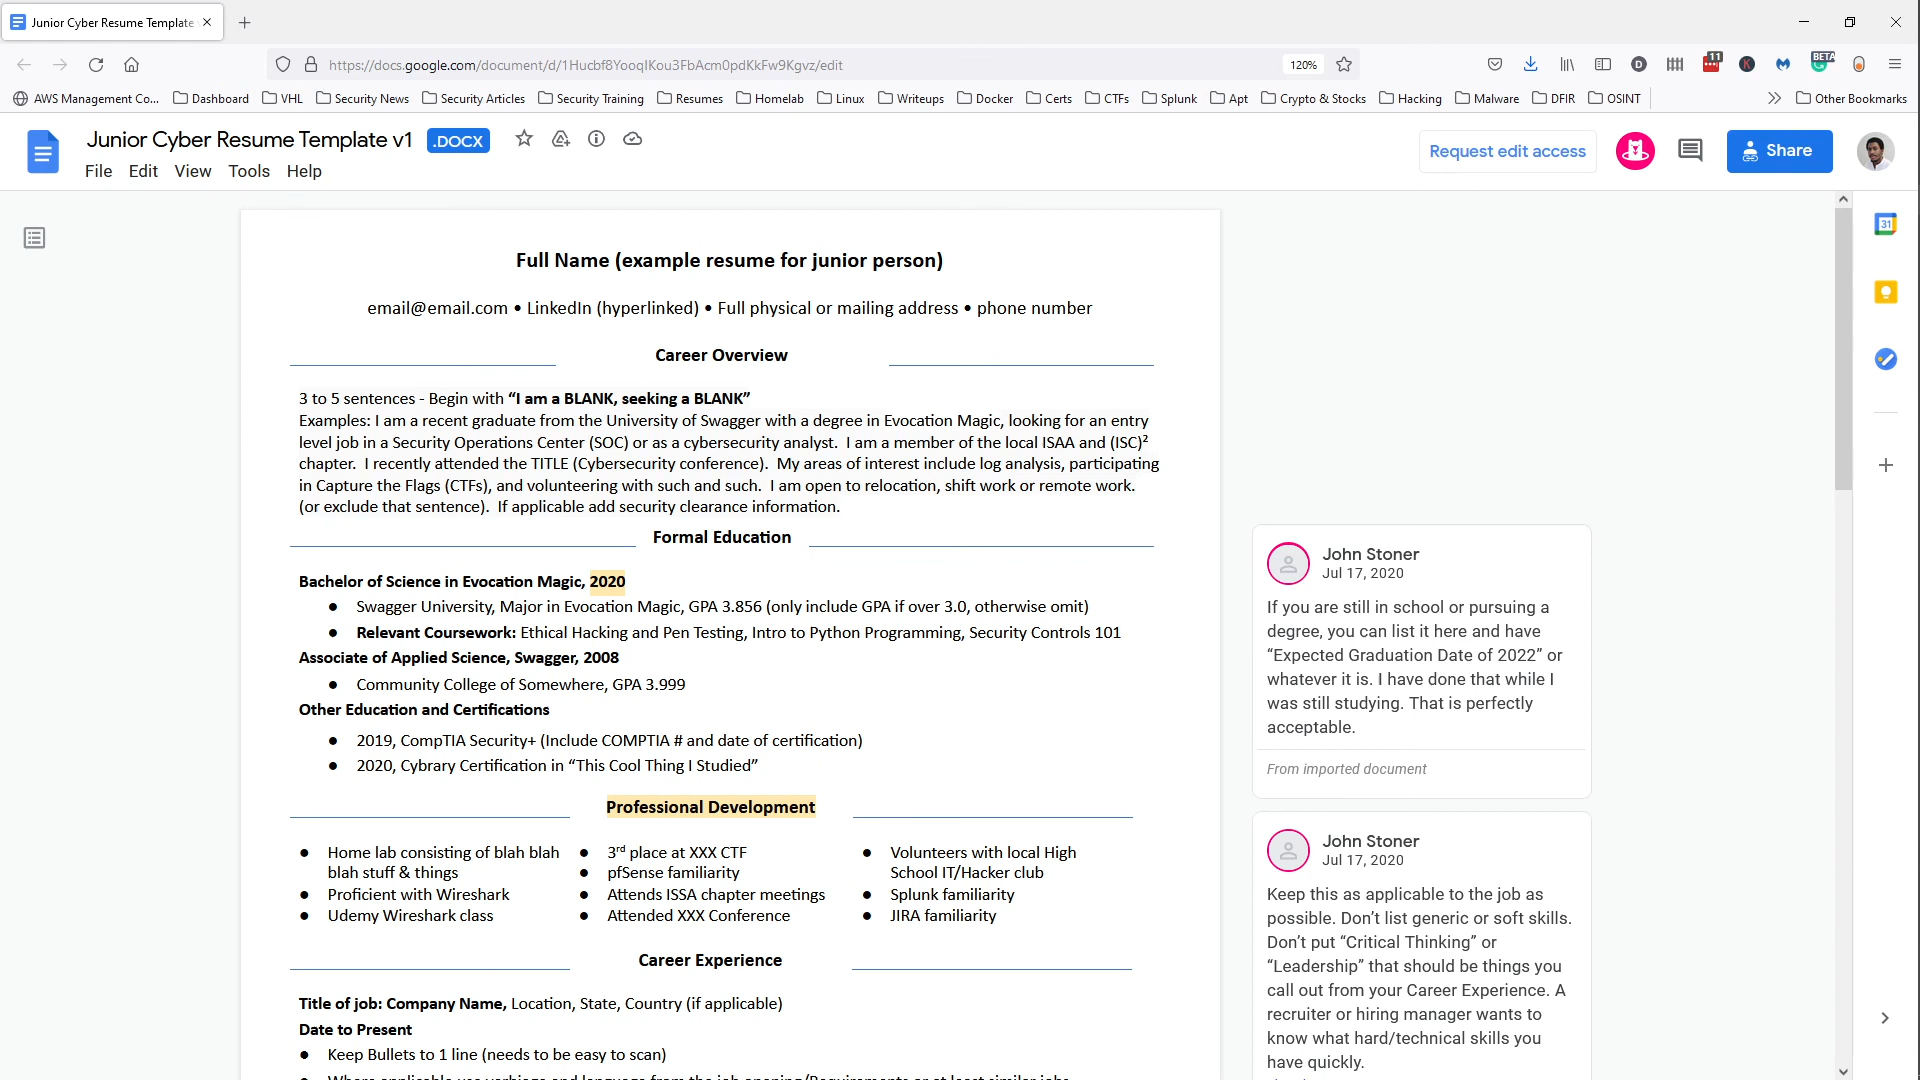 Junior Cyber Resume Template
https://docs.google.com/document/d/1Hucbf8YooqIKou3FbAcm0pdKkFw9Kgvz/edit
120%
11
BETA
AWS Management Co...
Dashboard
VHL
Security News
Security Articles
Security Training
Resumes
Homelab
Linux
Writeups
Docker
Certs
CTFs
Splunk
Apt
Crypto & Stocks
Hacking
Malware
DFIR
OSINT
Other Bookmarks
Junior Cyber Resume Template v1 .DOCX
File Edit View Tools Help
Request edit access
Share
31
Full Name (example resume for junior person)
email@email.com • LinkedIn (hyperlinked) • Full physical or mailing address • phone number
Career Overview
3 to 5 sentences - Begin with “I am a BLANK, seeking a BLANK”
Examples: I am a recent graduate from the University of Swagger with a degree in Evocation Magic, looking for an entry
level job in a Security Operations Center (SOC) or as a cybersecurity analyst. I am a member of the local ISAA and (ISC)²
chapter. I recently attended the TITLE (Cybersecurity conference). My areas of interest include log analysis, participating
in Capture the Flags (CTFs), and volunteering with such and such. I am open to relocation, shift work or remote work.
(or exclude that sentence). If applicable add security clearance information.
Formal Education
Bachelor of Science in Evocation Magic, 2020
● Swagger University, Major in Evocation Magic, GPA 3.856 (only include GPA if over 3.0, otherwise omit)
● Relevant Coursework: Ethical Hacking and Pen Testing, Intro to Python Programming, Security Controls 101
Associate of Applied Science, Swagger, 2008
● Community College of Somewhere, GPA 3.999
Other Education and Certifications
● 2019, CompTIA Security+ (Include COMPTIA # and date of certification)
● 2020, Cybrary Certification in “This Cool Thing I Studied”
Professional Development
● Home lab consisting of blah blah
blah stuff & things
● Proficient with Wireshark
● Udemy Wireshark class
● 3rd place at XXX CTF
● pfSense familiarity
● Attends ISSA chapter meetings
● Attended XXX Conference
● Volunteers with local High
School IT/Hacker club
● Splunk familiarity
● JIRA familiarity
Career Experience
Title of job: Company Name, Location, State, Country (if applicable)
Date to Present
● Keep Bullets to 1 line (needs to be easy to scan)
John Stoner
Jul 17, 2020
If you are still in school or pursuing a
degree, you can list it here and have
“Expected Graduation Date of 2022” or
whatever it is. I have done that while I
was still studying. That is perfectly
acceptable.
From imported document
John Stoner
Jul 17, 2020
Keep this as applicable to the job as
possible. Don’t list generic or soft skills.
Don’t put “Critical Thinking” or
“Leadership” that should be things you
call out from your Career Experience. A
recruiter or hiring manager wants to
know what hard/technical skills you
have quickly.